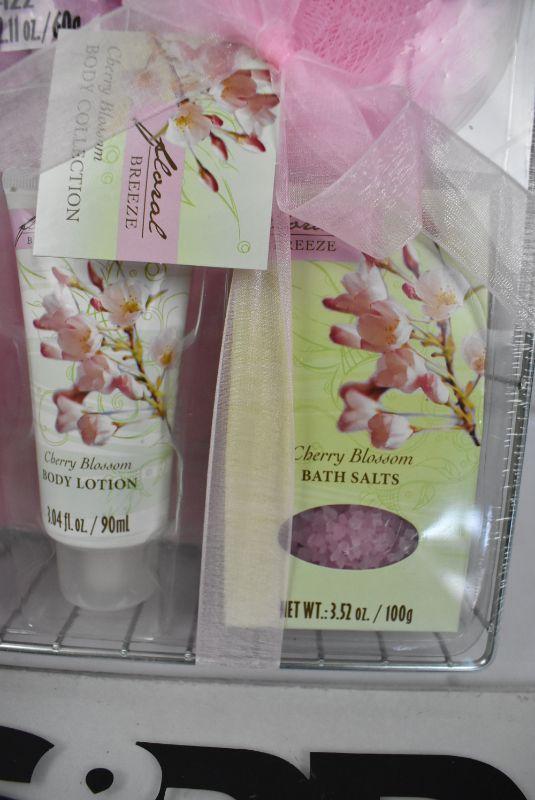 2.11 oz./60g
Cherry Blossom
BODY COLLECTION
floral
BREEZE
BREEZE
Cherry Blossom
BODY LOTION
3.04 fl. oz. / 90ml
Cherry Blossom
BATH SALTS
NET WT.: 3.52 oz. / 100g